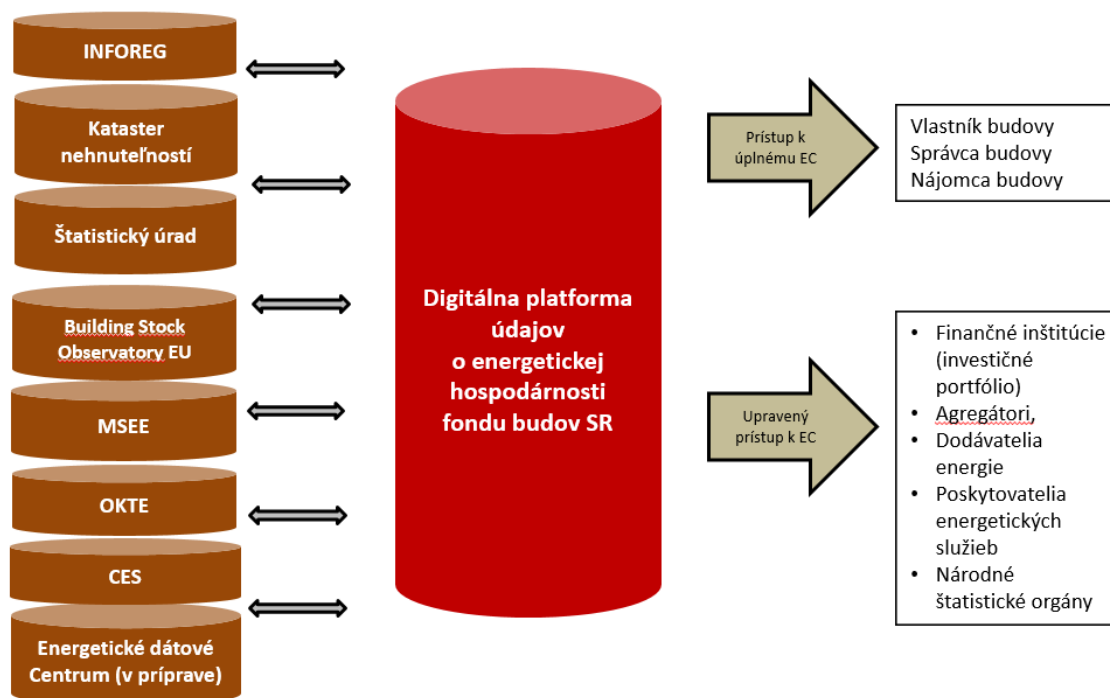 INFOREG
Kataster
nehnuteľností
Štatistický úrad
Building Stock
Observatory EU
MSEE
OKTE
CES
Energetické dátové
Centrum (v príprave)
Digitálna platforma
údajov
o energetickej
hospodárnosti
fondu budov SR
Prístup k
úplnému EC
Vlastník budovy
Správca budovy
Nájomca budovy
Upravený
prístup k EC
• Finančné inštitúcie
(investičné
portfólio)
• Agregátori,
• Dodávatelia
energie
• Poskytovatelia
energetických
služieb
• Národné
štatistické orgány